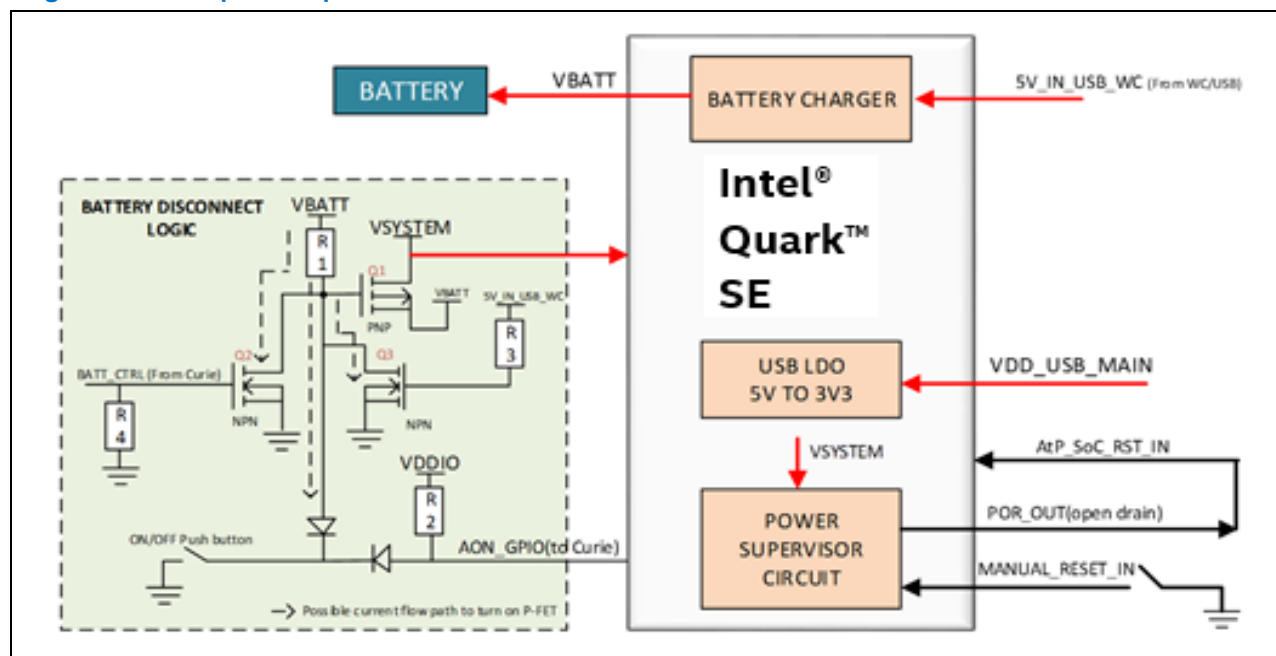 VBATT
BATTERY
BATTERY CHARGER
5V_IN_USB_WC (From WC/USB)
Intel®
Quark™
SE
BATTERY DISCONNECT
LOGIC
VBATT
VSYSTEM
R
1
Q1
VBATT
5V_IN_USB_WC
PNP
R
3
Q2
Q3
BATT_CTRL(From Curie)
NPN
NPN
R
4
VDDIO
R
2
ON/OFF Push button
AON_GPIO(to Curie)
--> Possible current flow path to turn on P-FET
USB LDO
5V TO 3V3
VDD_USB_MAIN
VSYSTEM
AtP_SoC_RST_IN
POWER
SUPERVISOR
CIRCUIT
POR_OUT(open drain)
MANUAL_RESET_IN